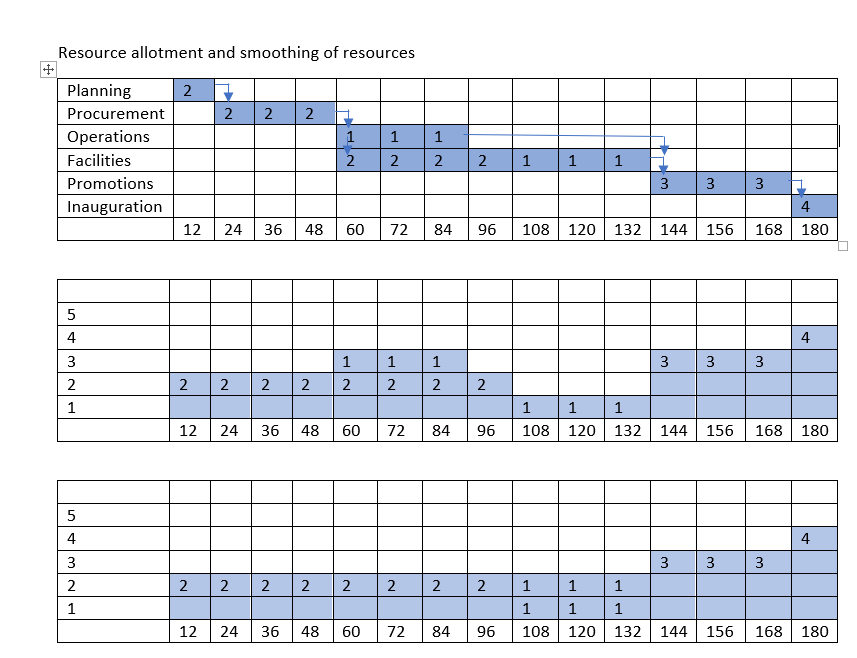 Resource allotment and smoothing of resources
Planning 2
Procurement 2 2 2
Operations 1 1 1
Facilities 2 2 2 2 1 1 1
Promotions 3 3 3
Inauguration 4
12 24 36 48 60 72 84 96 108 120 132 144 156 168 180
5
4 4
3 1 1 1 3 3 3
2 2 2 2 2 2 2 2 2
1 1 1 1
12 24 36 48 60 72 84 96 108 120 132 144 156 168 180
5
4 4
3 3 3 3
2 2 2 2 2 2 2 2 2 1 1 1
1 1 1 1
12 24 36 48 60 72 84 96 108 120 132 144 156 168 180